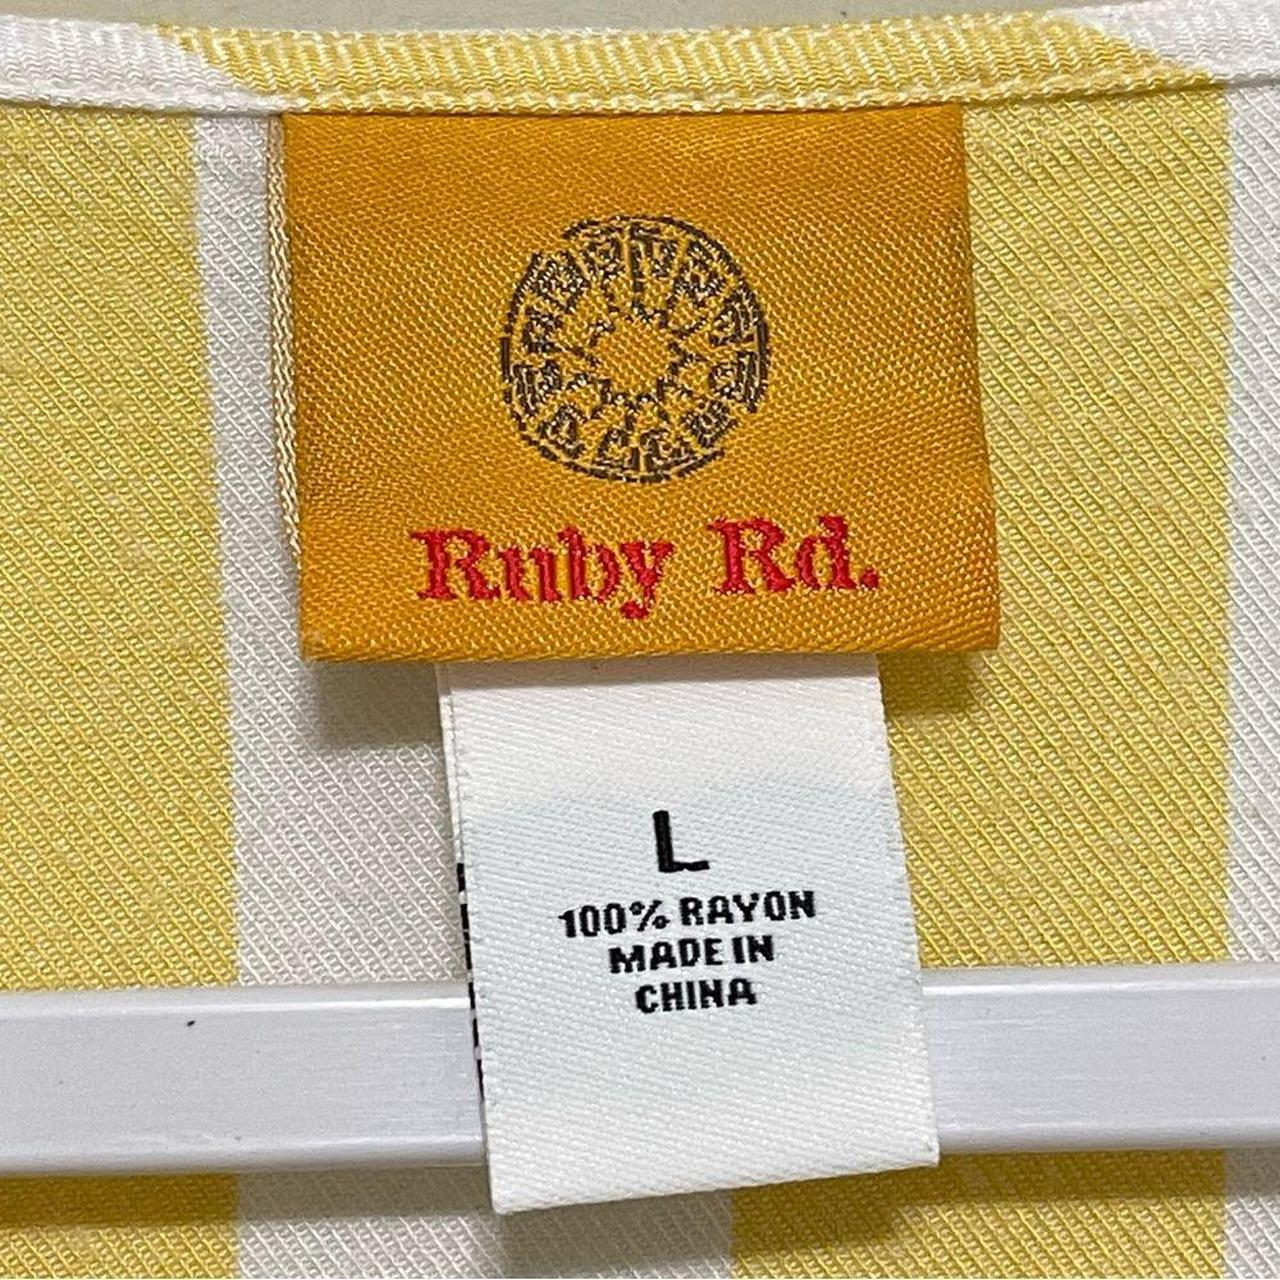 Ruby Rd.
L
100% RAYON
MADE IN
CHINA